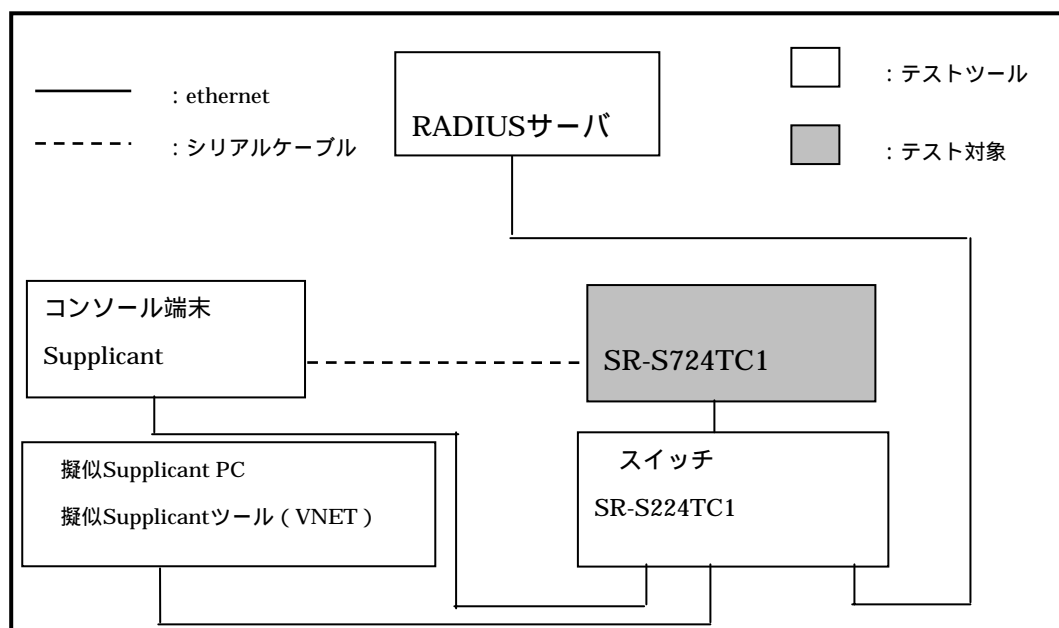 : ethernet
: シリアルケーブル
RADIUSサーバ
: テストツール
: テスト対象
コンソール端末
Supplicant
SR-S724TC1
擬似Supplicant PC
擬似Supplicantツール ( VNET )
スイッチ
SR-S224TC1